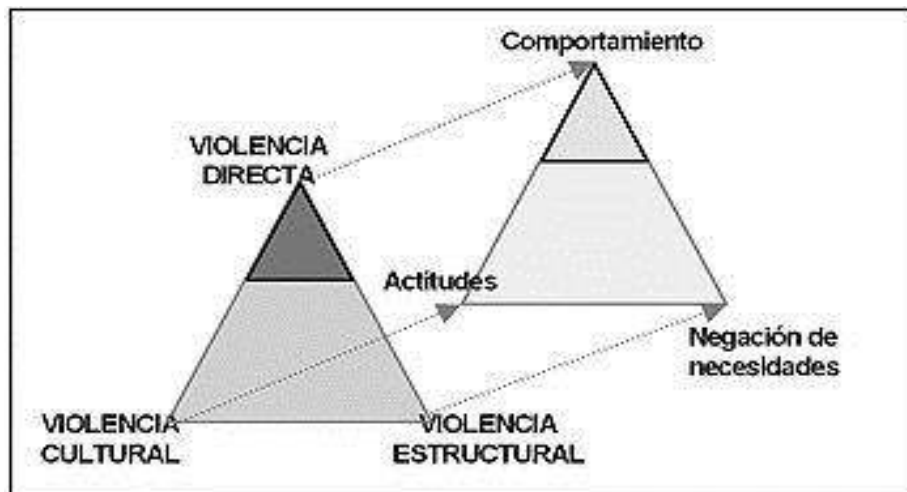 Comportamiento
VIOLENCIA
DIRECTA
Actitudes
Negación de
necesidades
VIOLENCIA
CULTURAL
VIOLENCIA
ESTRUCTURAL